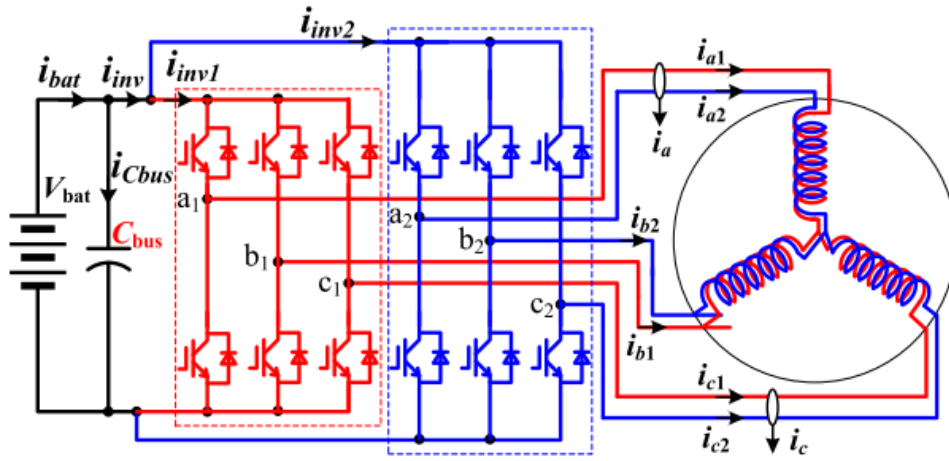 i_inv2
i_bat
i_inv
i_inv1
i_a1
i_a2
i_a
i_Cbus
V_bat
C_bus
a_1
a_2
i_b2
b_1
b_2
c_1
c_2
i_b1
i_c1
i_c2
i_c